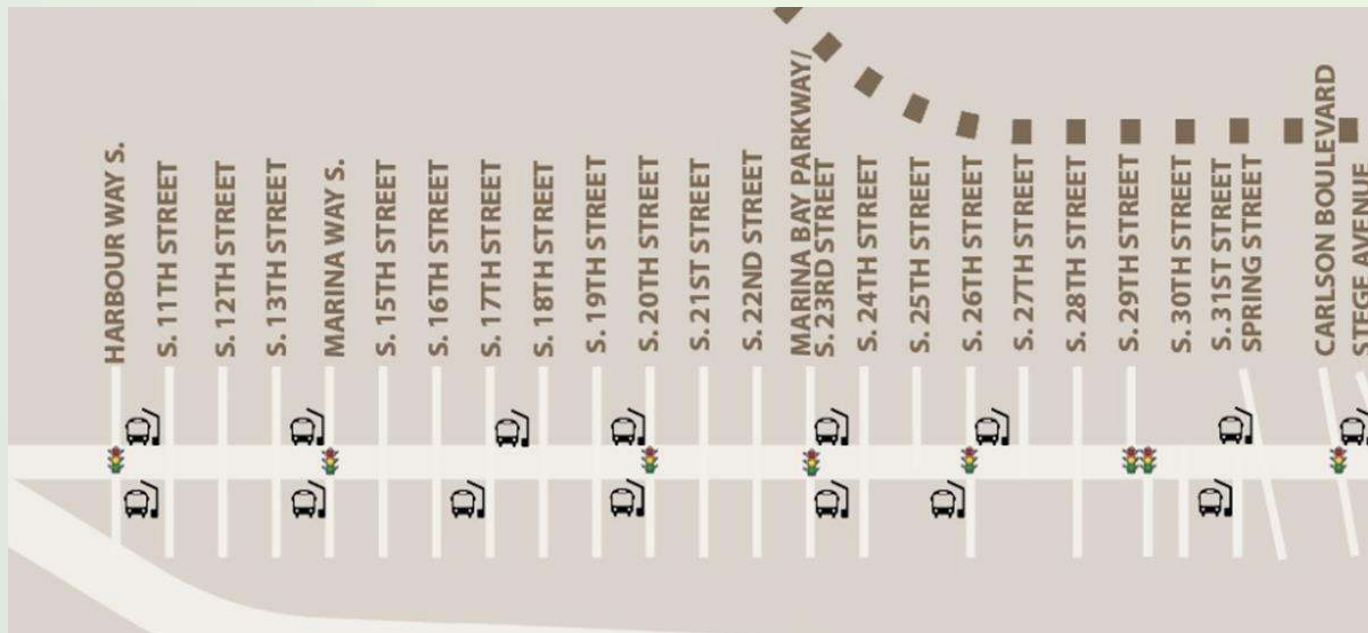 HARBOUR WAY S.
S. 11TH STREET
S. 12TH STREET
S. 13TH STREET
MARINA WAY S.
S. 15TH STREET
S. 16TH STREET
S. 17TH STREET
S. 18TH STREET
S. 19TH STREET
S. 20TH STREET
S. 21ST STREET
S. 22ND STREET
MARINA BAY PARKWAY/
S. 23RD STREET
S. 24TH STREET
S. 25TH STREET
S. 26TH STREET
S. 27TH STREET
S. 28TH STREET
S. 29TH STREET
S. 30TH STREET
S. 31ST STREET
SPRING STREET
CARLSON BOULEVARD
STEGE AVENUE